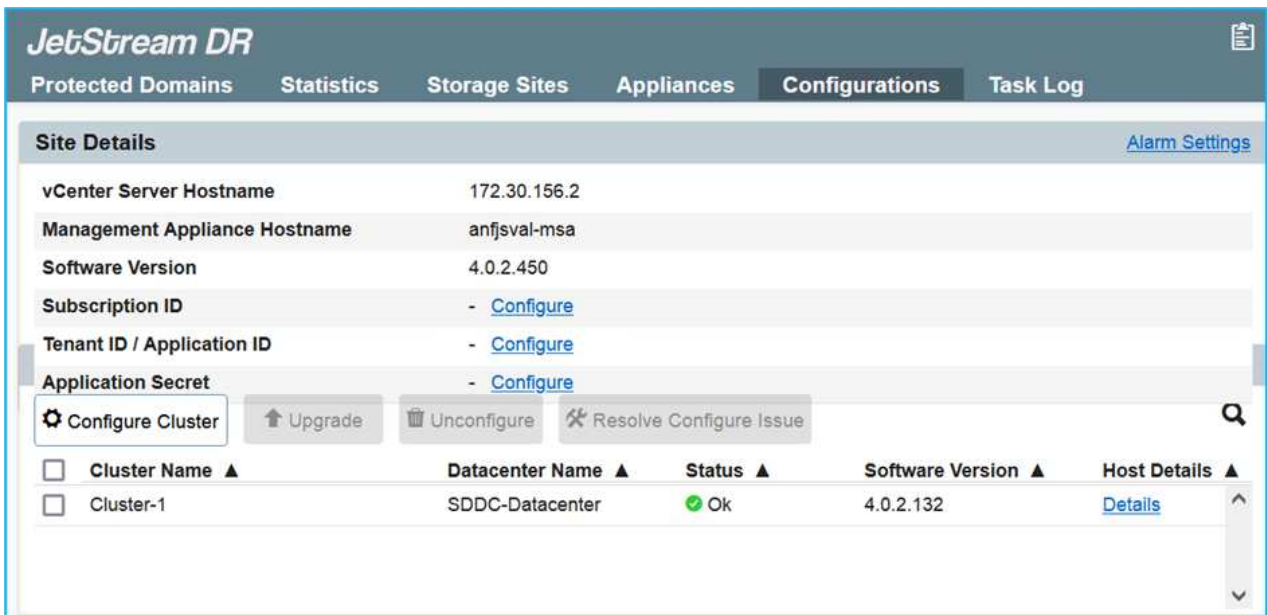 JetStream DR
Protected Domains Statistics Storage Sites Appliances Configurations Task Log
Site Details Alarm Settings
vCenter Server Hostname 172.30.156.2
Management Appliance Hostname anfjsval-msa
Software Version 4.0.2.450
Subscription ID - Configure
Tenant ID / Application ID - Configure
Application Secret - Configure
Configure Cluster Upgrade Unconfigure Resolve Configure Issue
Cluster Name ▲ Datacenter Name ▲ Status ▲ Software Version ▲ Host Details ▲
Cluster-1 SDDC-Datacenter Ok 4.0.2.132 Details